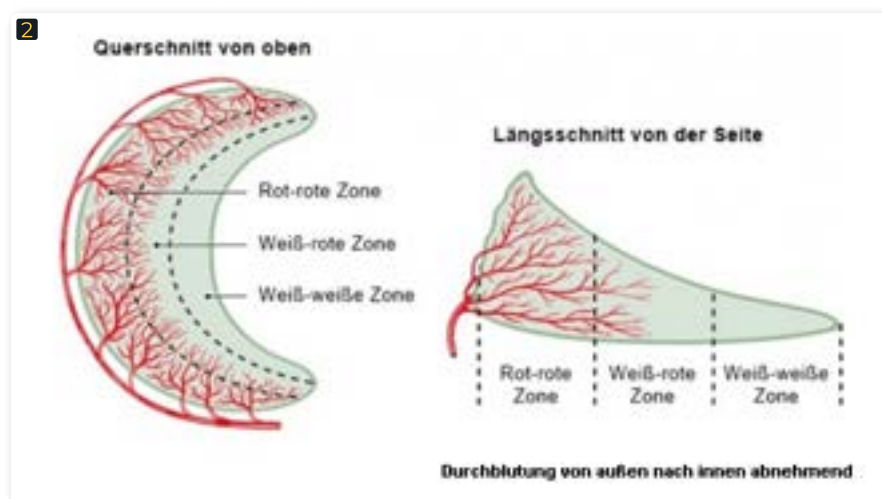 2
Querschnitt von oben
Rot-rote Zone
Weiß-rote Zone
Weiß-weiße Zone
Längsschnitt von der Seite
Rot-rote
Zone
Weiß-rote
Zone
Weiß-weiße
Zone
Durchblutung von außen nach innen abnehmend